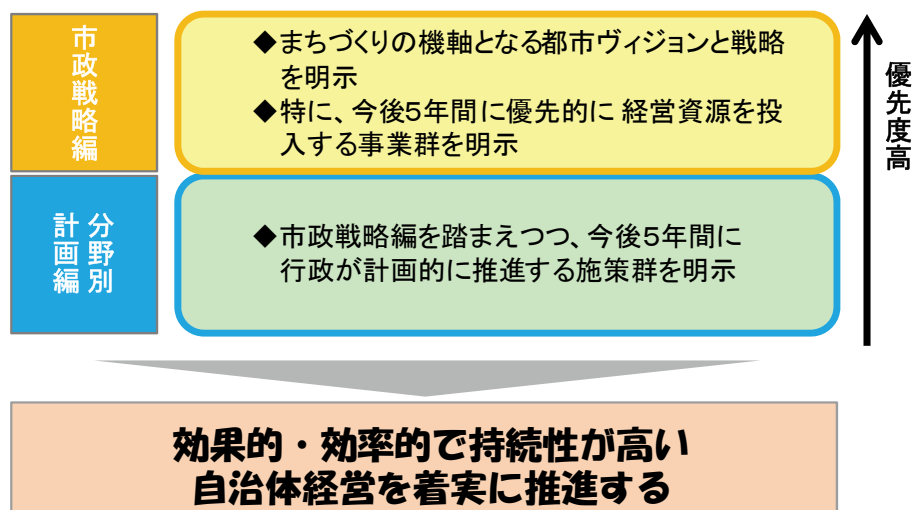 市政戦略編
◆まちづくりの機軸となる都市ヴィジョンと戦略
を明示
◆特に、今後5年間に優先的に 経営資源を投
入する事業群を明示
優先度高
分野別
計画編
◆市政戦略編を踏まえつつ、今後5年間に
行政が計画的に推進する施策群を明示
効果的・効率的で持続性が高い
自治体経営を着実に推進する